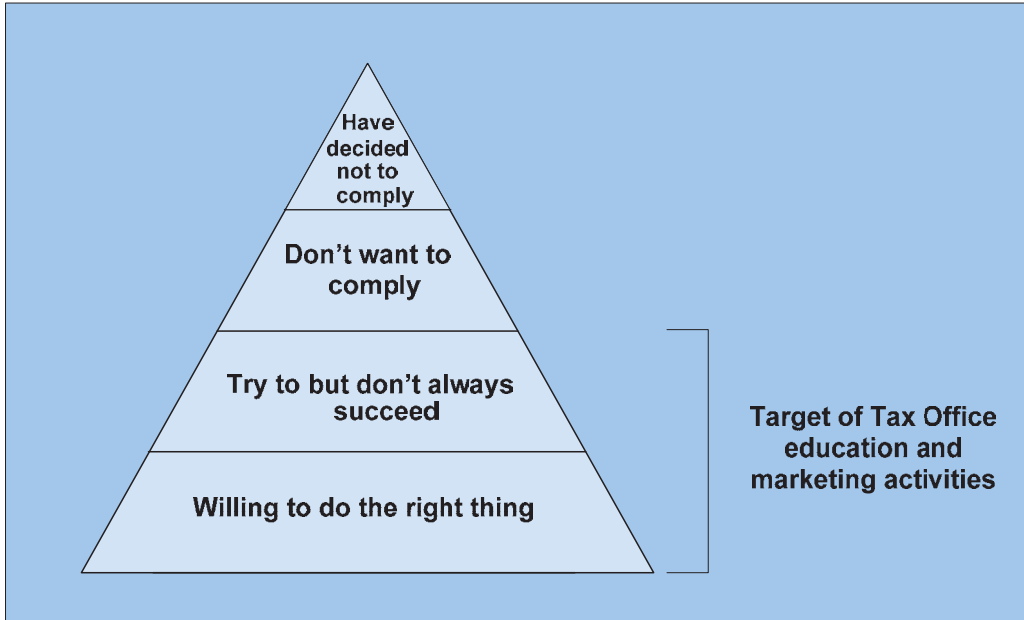 Have
decided
not to
comply
Don't want to
comply
Try to but don't always
succeed
Willing to do the right thing
Target of Tax Office
education and
marketing activities